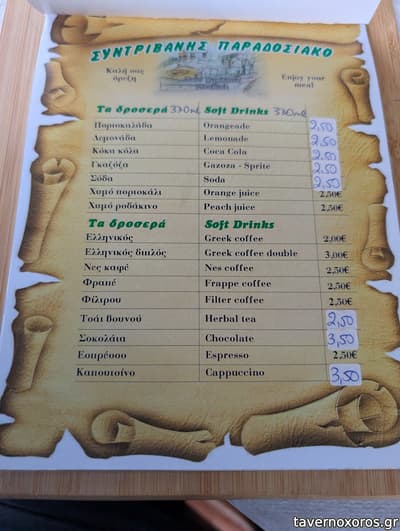 ΣΥΝΤΡΙΒΑΝΗΣ ΠΑΡΑΔΟΣΙΑΚΟ
Καλή σας όρεξη
Enjoy your meal
Τα δροσερά 330ml Soft Drinks 330ml
Πορτοκαλάδα Orangeade 2,50
Λεμονάδα Lemonade 2,50
Κόκα κόλα Coca Cola 2,50
Γκαζόζα Gazoza - Sprite 2,50
Σόδα Soda 2,50
Χυμό πορτοκάλι Orange juice 2,50€
Χυμό ροδάκινο Peach juice 2,50€
Τα δροσερά Soft Drinks
Ελληνικός Greek coffee 2,00€
Ελληνικός διπλός Greek coffee double 3,00€
Νες καφέ Nes coffee 2,50€
Φραπέ Frappe coffee 2,50€
Φίλτρου Filter coffee 2,50€
Τσάι βουνού Herbal tea 2,50
Σοκολάτα Chocolate 3,50
Εσπρέσσο Espresso 2,50€
Καπουτσίνο Cappuccino 3,50
tavernoxoros.gr